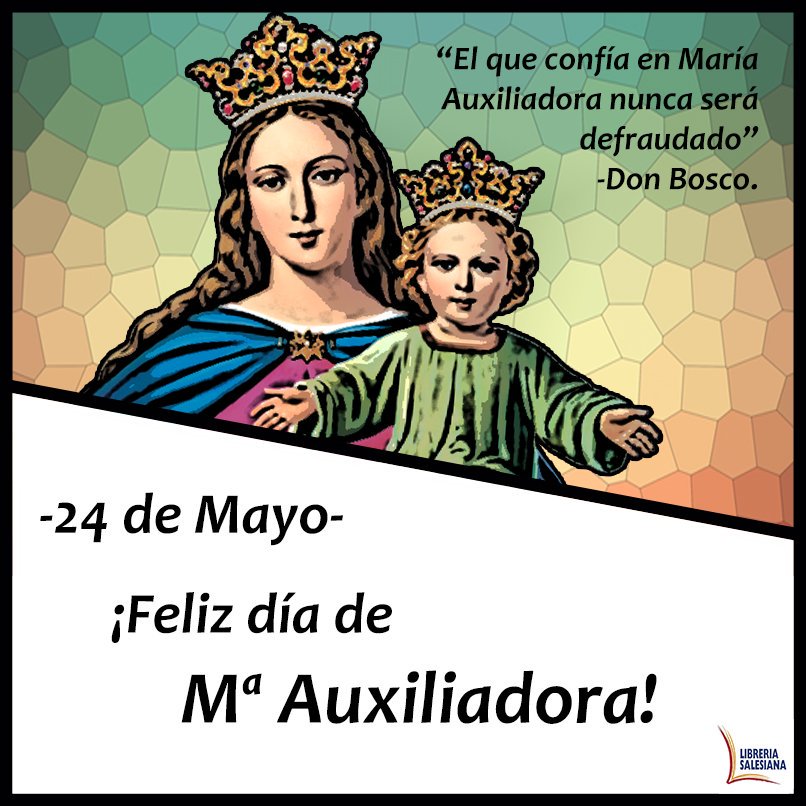 “El que confía en María
Auxiliadora nunca será
defraudado”
-Don Bosco.
-24 de Mayo-
¡Feliz día de
Mª Auxiliadora!
LIBRERIA
SALESIANA